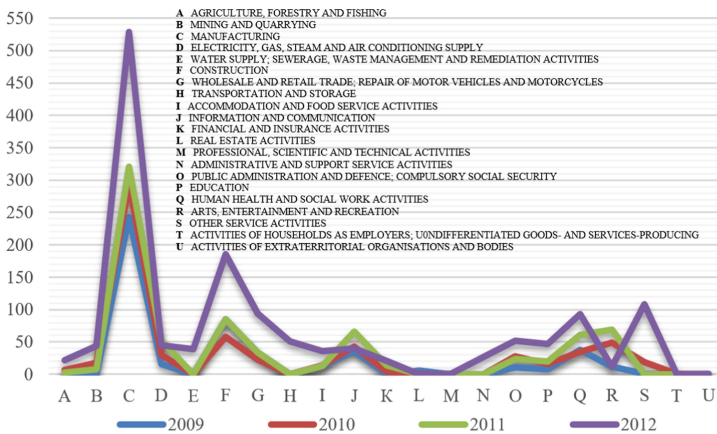 550
500
450
400
350
300
250
200
150
100
50
0
A AGRICULTURE, FORESTRY AND FISHING
B MINING AND QUARRYING
C MANUFACTURING
D ELECTRICITY, GAS, STEAM AND AIR CONDITIONING SUPPLY
E WATER SUPPLY; SEWERAGE, WASTE MANAGEMENT AND REMEDIATION ACTIVITIES
F CONSTRUCTION
G WHOLESALE AND RETAIL TRADE; REPAIR OF MOTOR VEHICLES AND MOTORCYCLES
H TRANSPORTATION AND STORAGE
I ACCOMMODATION AND FOOD SERVICE ACTIVITIES
J INFORMATION AND COMMUNICATION
K FINANCIAL AND INSURANCE ACTIVITIES
L REAL ESTATE ACTIVITIES
M PROFESSIONAL, SCIENTIFIC AND TECHNICAL ACTIVITIES
N ADMINISTRATIVE AND SUPPORT SERVICE ACTIVITIES
O PUBLIC ADMINISTRATION AND DEFENCE; COMPULSORY SOCIAL SECURITY
P EDUCATION
Q HUMAN HEALTH AND SOCIAL WORK ACTIVITIES
R ARTS, ENTERTAINMENT AND RECREATION
S OTHER SERVICE ACTIVITIES
T ACTIVITIES OF HOUSEHOLDS AS EMPLOYERS; U0NDIFFERENTIATED GOODS- AND SERVICES-PRODUCING
U ACTIVITIES OF EXTRATERRITORIAL ORGANISATIONS AND BODIES
A B C D E F G H I J K L M N O P Q R S T U
2009 2010 2011 2012